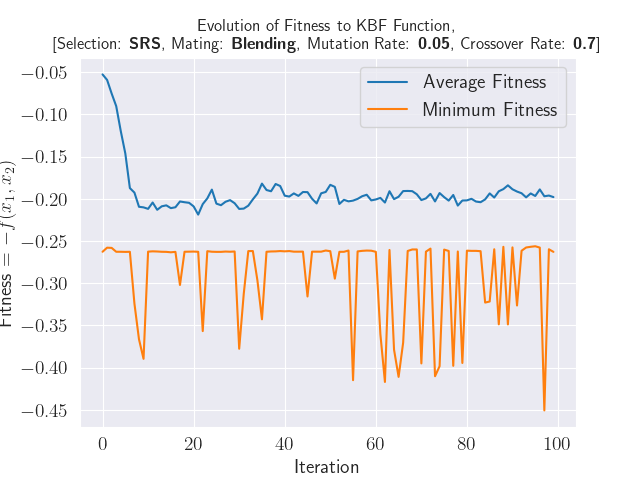 Evolution of Fitness to KBF Function,
[Selection: SRS, Mating: Blending, Mutation Rate: 0.05, Crossover Rate: 0.7]
Average Fitness
Minimum Fitness
−0.05
−0.10
−0.15
−0.20
−0.25
−0.30
−0.35
−0.40
−0.45
Fitness = −f(x₁, x₂)
0 20 40 60 80 100
Iteration